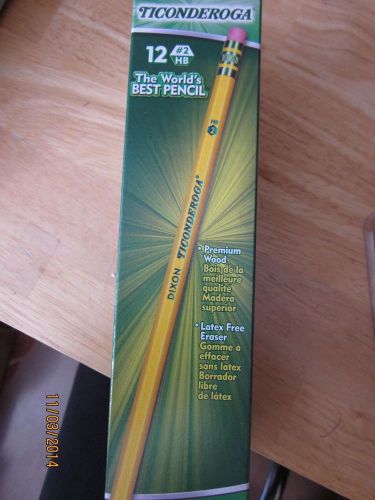 TICONDEROGA®
12 #2
HB
The World's
BEST PENCIL
HB
2
DIXON TICONDEROGA®
• Premium
Wood
Bois de la
meilleure
qualité
Madera
superior
• Latex Free
Eraser
Gomme à
effacer
sans latex
Borrador
libre
de látex
11/03/2014